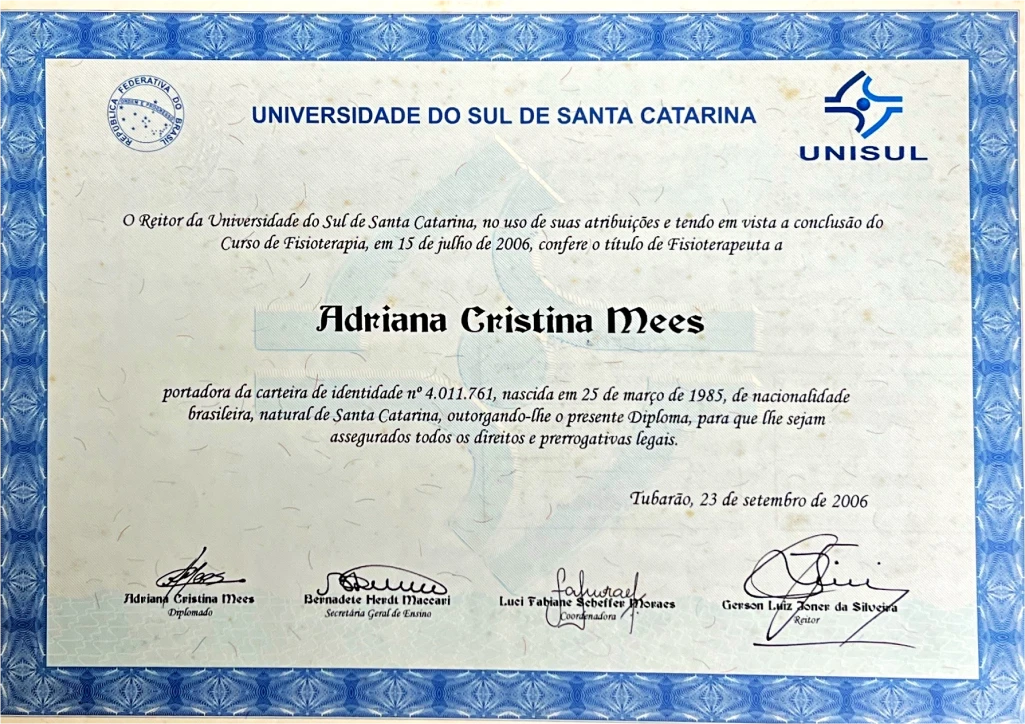 REPÚBLICA FEDERATIVA DO BRASIL
ORDEM E PROGRESSO
UNIVERSIDADE DO SUL DE SANTA CATARINA
UNISUL
O Reitor da Universidade do Sul de Santa Catarina, no uso de suas atribuições e tendo em vista a conclusão do
Curso de Fisioterapia, em 15 de julho de 2006, confere o título de Fisioterapeuta a
Adriana Cristina Mees
portadora da carteira de identidade nº 4.011.761, nascida em 25 de março de 1985, de nacionalidade
brasileira, natural de Santa Catarina, outorgando-lhe o presente Diploma, para que lhe sejam
assegurados todos os direitos e prerrogativas legais.
Tubarão, 23 de setembro de 2006
Adriana Cristina Mees
Diplomado
Bernadete Herdt Maccari
Secretária Geral de Ensino
Luci Fabiane Scheffer Moraes
Coordenadora
Gerson Luiz Joner da Silveira
Reitor